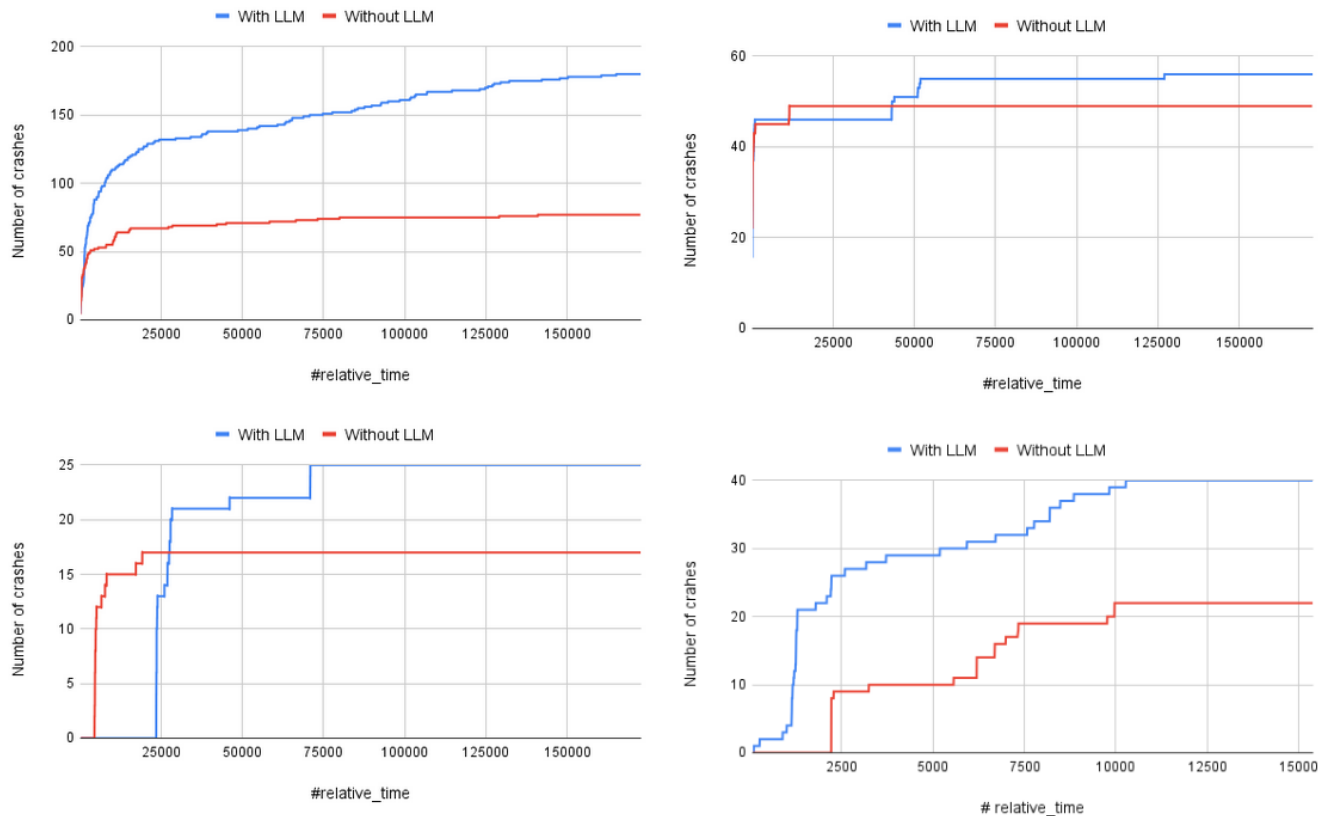 With LLM Without LLM
Number of crashes
200
150
100
50
0
25000 50000 75000 100000 125000 150000
#relative_time
With LLM Without LLM
Number of crashes
60
40
20
0
25000 50000 75000 100000 125000 150000
#relative_time
With LLM Without LLM
Number of crashes
25
20
15
10
5
0
25000 50000 75000 100000 125000 150000
#relative_time
With LLM Without LLM
Number of crahes
40
30
20
10
0
2500 5000 7500 10000 12500 15000
# relative_time